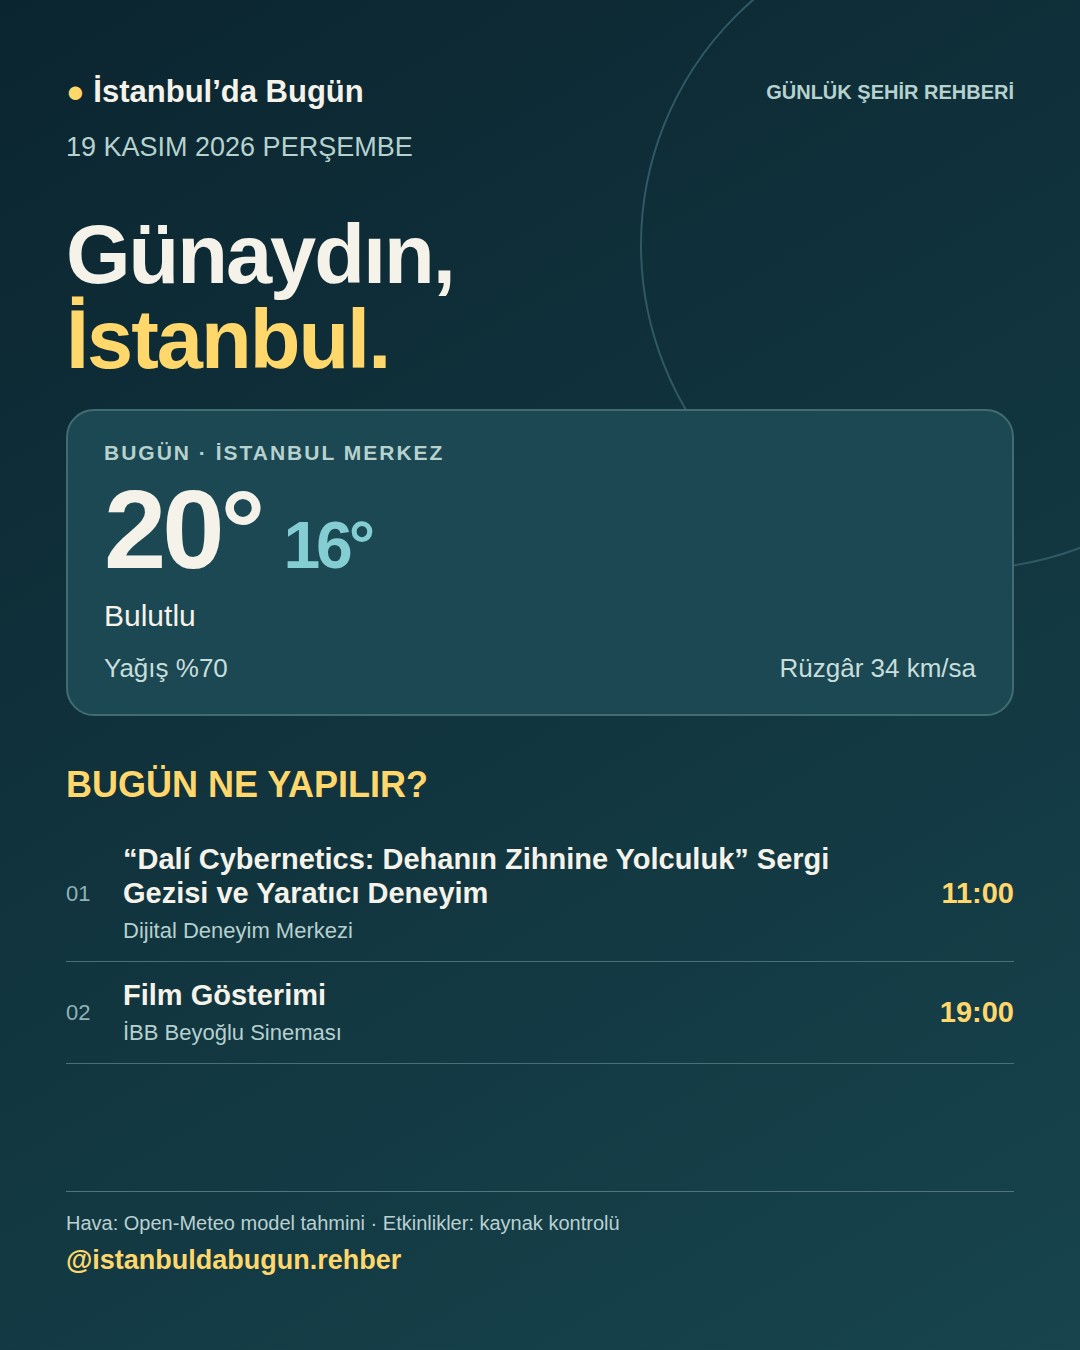 ● İstanbul’da Bugün
GÜNLÜK ŞEHİR REHBERİ
19 KASIM 2026 PERŞEMBE
Günaydın,
İstanbul.
BUGÜN · İSTANBUL MERKEZ
20° 16°
Bulutlu
Yağış %70
Rüzgâr 34 km/sa
BUGÜN NE YAPILIR?
01
“Dalí Cybernetics: Dehanın Zihnine Yolculuk” Sergi
Gezisi ve Yaratıcı Deneyim
Dijital Deneyim Merkezi
11:00
02
Film Gösterimi
İBB Beyoğlu Sineması
19:00
Hava: Open-Meteo model tahmini · Etkinlikler: kaynak kontrolü
@istanbuldabugun.rehber